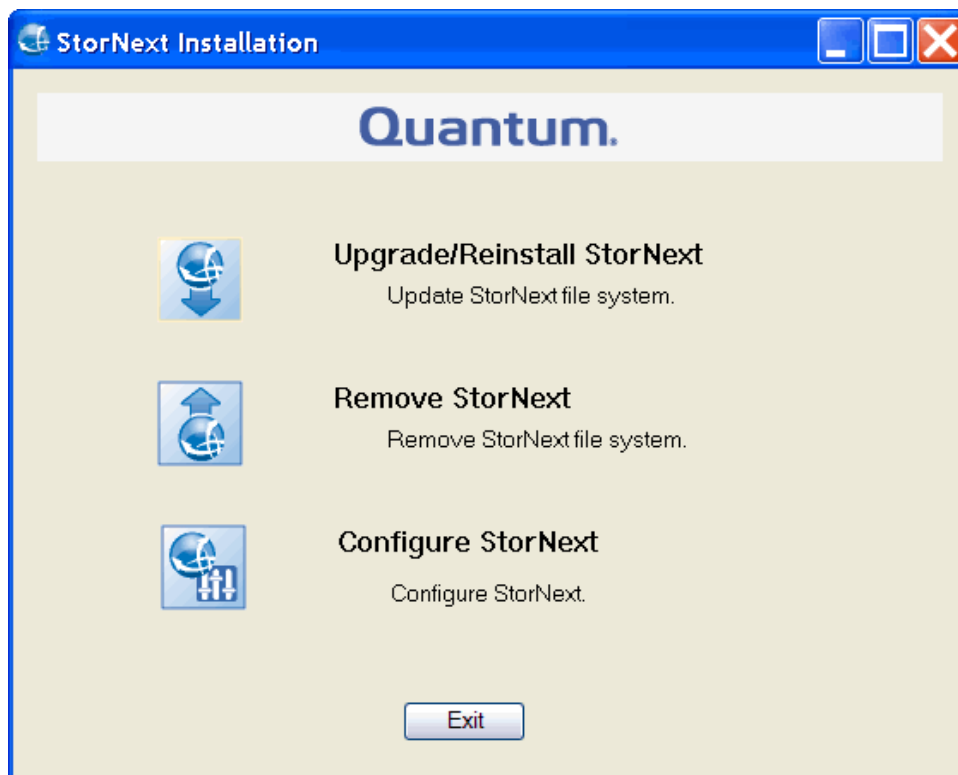 StorNext Installation
Quantum.
Upgrade/Reinstall StorNext
Update StorNext file system.
Remove StorNext
Remove StorNext file system.
Configure StorNext
Configure StorNext.
Exit